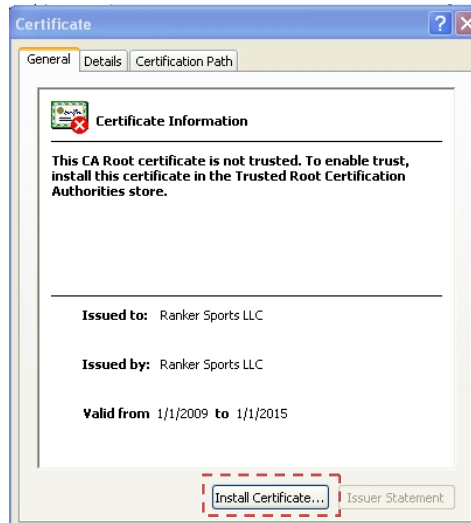 Certificate
General Details Certification Path
Certificate Information
This CA Root certificate is not trusted. To enable trust,
install this certificate in the Trusted Root Certification
Authorities store.
Issued to: Ranker Sports LLC
Issued by: Ranker Sports LLC
Valid from 1/1/2009 to 1/1/2015
Install Certificate... Issuer Statement